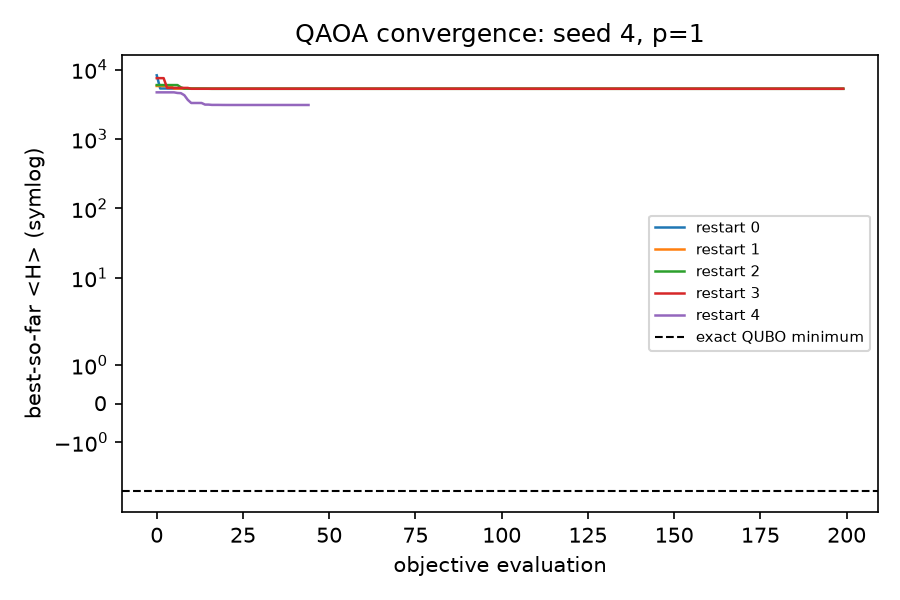 QAOA convergence: seed 4, p=1
best-so-far <H> (symlog)
10⁴
10³
10²
10¹
10⁰
0
−10⁰
restart 0
restart 1
restart 2
restart 3
restart 4
exact QUBO minimum
0 25 50 75 100 125 150 175 200
objective evaluation